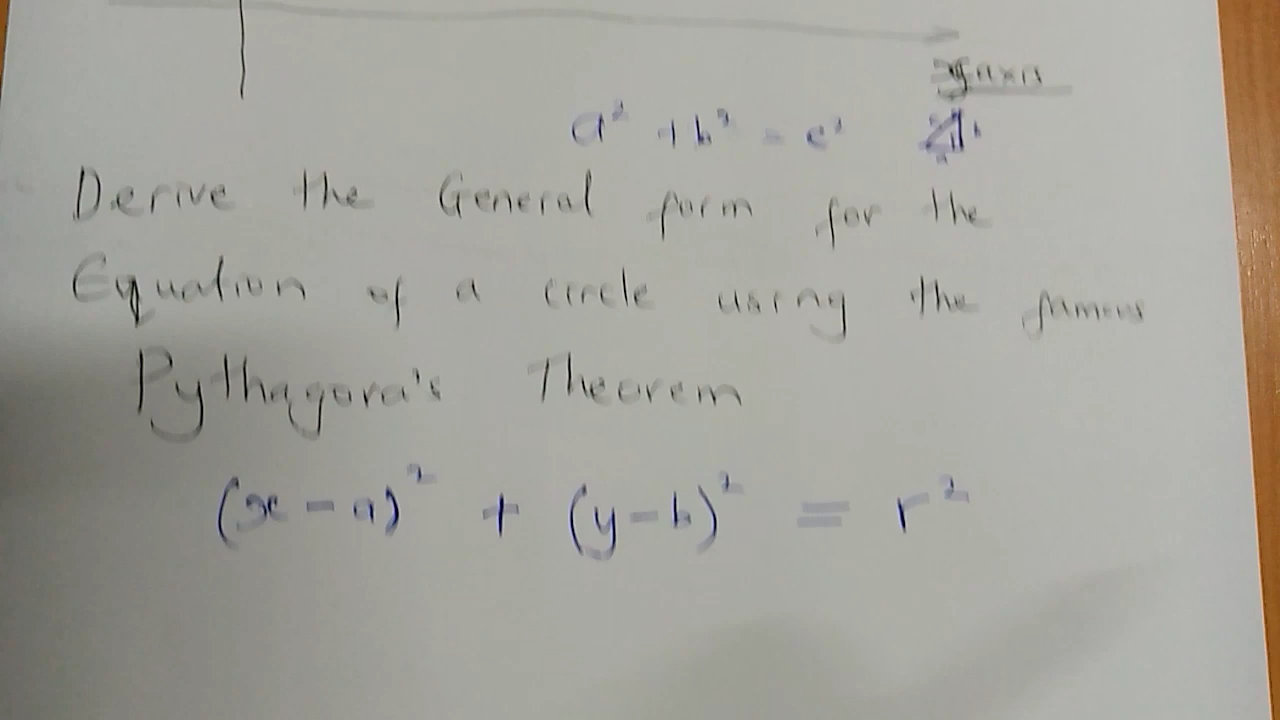 axis
a² + b² = c²
Derive the General form for the
Equation of a circle using the famous
Pythagora's Theorem
(x - a)² + (y - b)² = r²